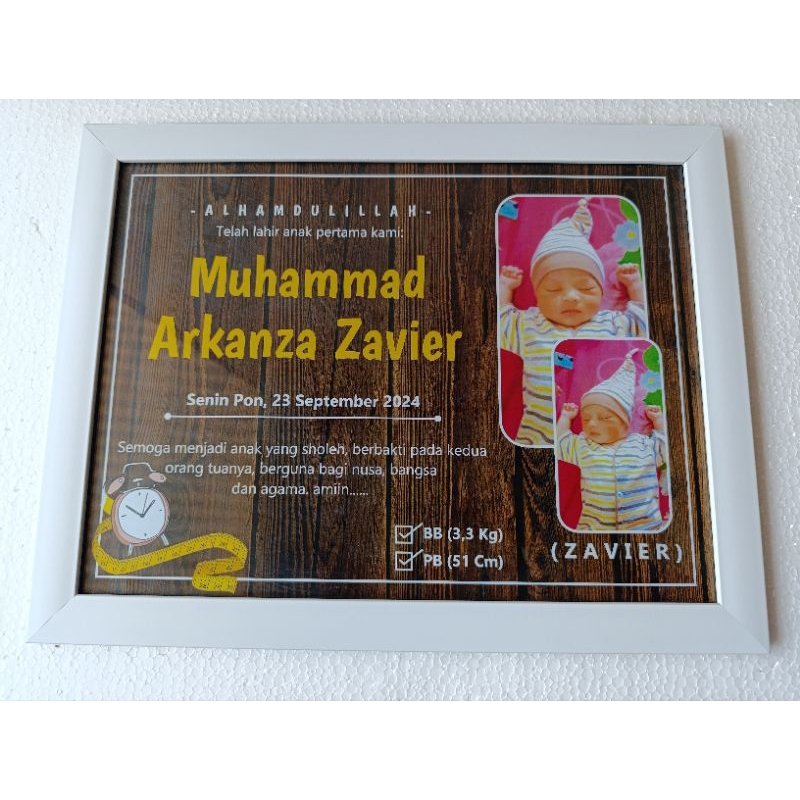 - ALHAMDULILLAH -
Telah lahir anak pertama kami:
Muhammad
Arkanza Zavier
Senin Pon, 23 September 2024
Semoga menjadi anak yang sholeh, berbakti pada kedua
orang tuanya, berguna bagi nusa, bangsa
dan agama. amiin......
BB (3,3 Kg)
PB (51 Cm)
(ZAVIER)